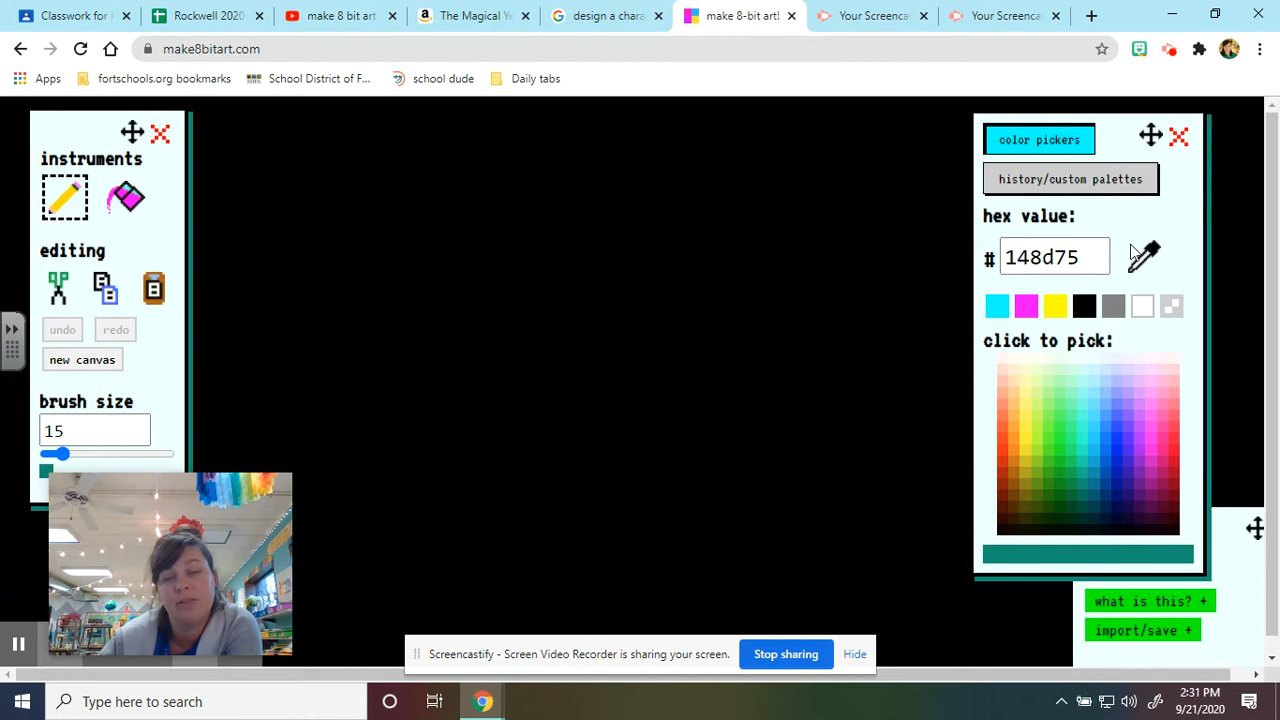 Classwork for
Rockwell 2020
make 8 bit art
The Magical Y
design a chara
make 8-bit art!
Your Screenca
Your Screenca
make8bitart.com
Apps
fortschools.org bookmarks
School District of F...
school dude
Daily tabs
instruments
editing
undo
redo
new canvas
brush size
15
color pickers
history/custom palettes
hex value:
# 148d75
click to pick:
what is this? +
import/save +
Screencastify - Screen Video Recorder is sharing your screen.
Stop sharing
Hide
Type here to search
2:31 PM
9/21/2020